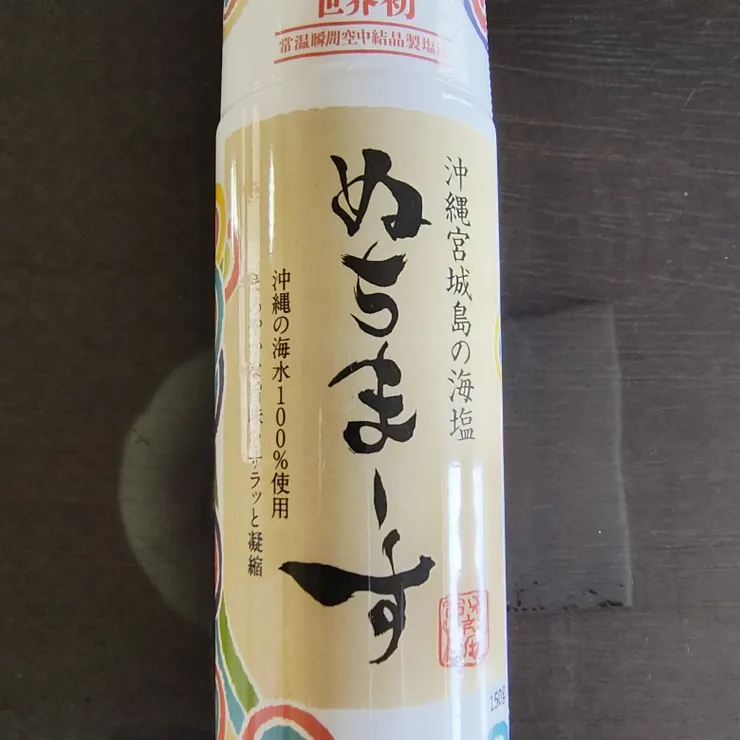 世界初
常温瞬間空中結晶製塩
沖縄宮城島の海塩
ぬちまーす
沖縄の海水100%使用
サラッと凝縮
150g